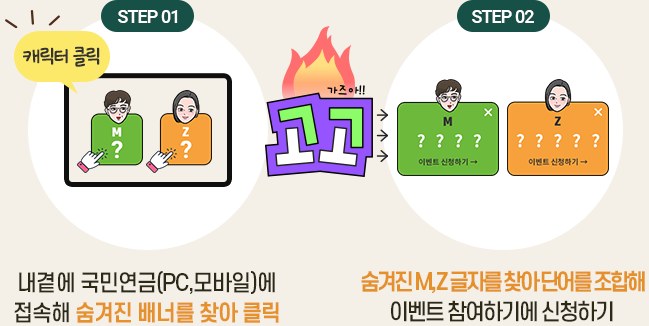 STEP 01
캐릭터 클릭
M
?
Z
?
내곁에 국민연금(PC,모바일)에
접속해 숨겨진 배너를 찾아 클릭
가즈아!!
고고
STEP 02
M
? ? ? ?
이벤트 신청하기 →
Z
? ? ? ? ?
이벤트 신청하기 →
숨겨진 M,Z 글자를 찾아 단어를 조합해
이벤트 참여하기에 신청하기